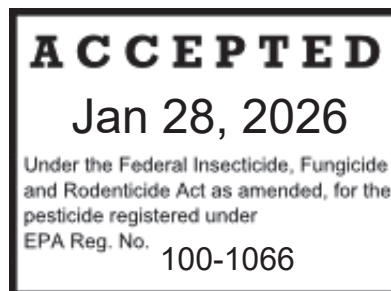 ACCEPTED
Jan 28, 2026
Under the Federal Insecticide, Fungicide
and Rodenticide Act as amended, for the
pesticide registered under
EPA Reg. No. 100-1066